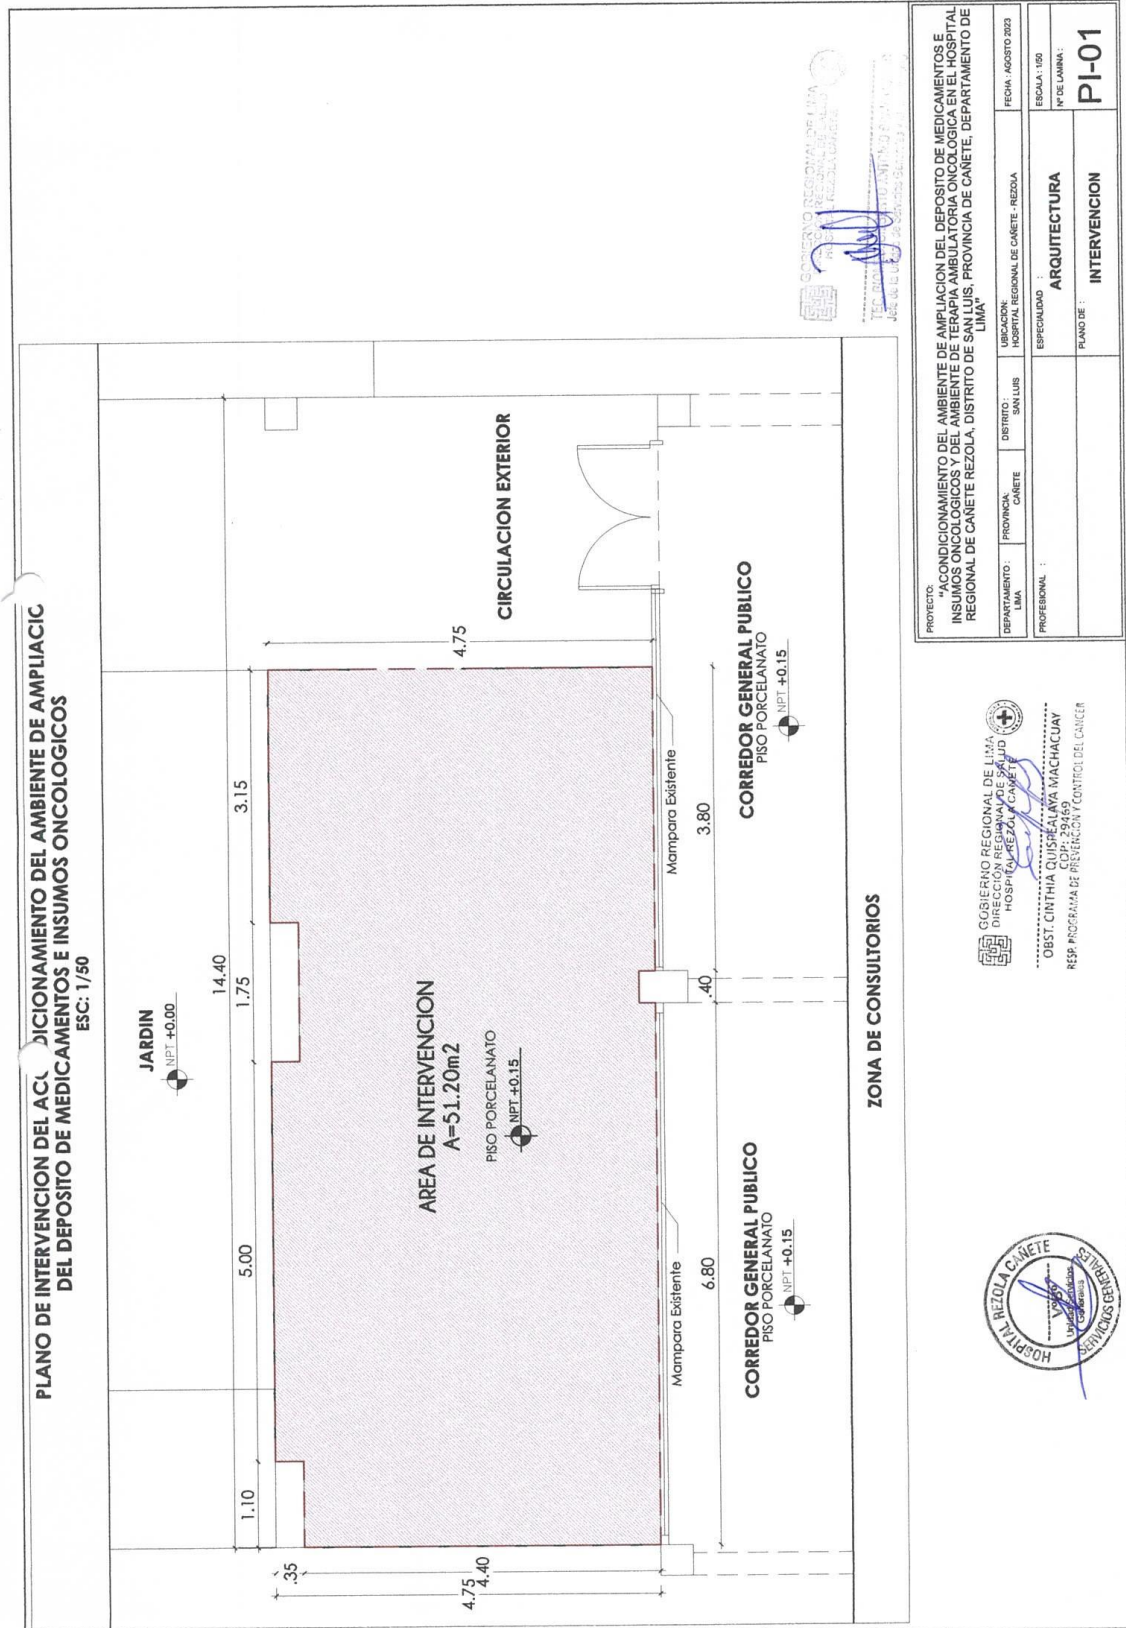 PLANO DE INTERVENCION DEL DICIONAMIENTO DEL AMBIENTE DE AMPLIACIC
DEL DEPOSITO DE MEDICAMENTOS E INSUMOS ONCOLOGICOS
ESC: 1/50
JARDIN
NPT +0.00
14.40
1.10
5.00
1.75
3.15
.35
4.75
4.40
4.75
AREA DE INTERVENCION
A=51.20m2
PISO PORCELANATO
NPT +0.15
CIRCULACION EXTERIOR
Mampara Existente
Mampara Existente
6.80
.40
3.80
CORREDOR GENERAL PUBLICO
PISO PORCELANATO
NPT +0.15
CORREDOR GENERAL PUBLICO
PISO PORCELANATO
NPT +0.15
ZONA DE CONSULTORIOS
GOBIERNO REGIONAL DE LIMA
HOSPITAL REZOLA CAÑETE
SERVICIOS GENERALES
GOBIERNO REGIONAL DE LIMA
DIRECCIÓN REGIONAL DE SALUD
HOSPITAL REZOLA CAÑETE
OBST. CINTHIA QUISPEALAYA MACHACUAY
COP: 29469
RESP. PROGRAMA DE PREVENCIÓN Y CONTROL DEL CANCER
PROYECTO:
"ACONDICIONAMIENTO DEL AMBIENTE DE AMPLIACION DEL DEPOSITO DE MEDICAMENTOS E
INSUMOS ONCOLOGICOS Y DEL AMBIENTE DE TERAPIA AMBULATORIA ONCOLOGICA EN EL HOSPITAL
REGIONAL DE CAÑETE REZOLA, DISTRITO DE SAN LUIS, PROVINCIA DE CAÑETE, DEPARTAMENTO DE
LIMA"
DEPARTAMENTO :
LIMA
PROVINCIA:
CAÑETE
DISTRITO :
SAN LUIS
UBICACION:
HOSPITAL REGIONAL DE CAÑETE - REZOLA
FECHA : AGOSTO 2023
PROFESIONAL :
ESPECIALIDAD :
ARQUITECTURA
ESCALA : 1/50
PLANO DE :
INTERVENCION
N° DE LAMINA :
PI-01